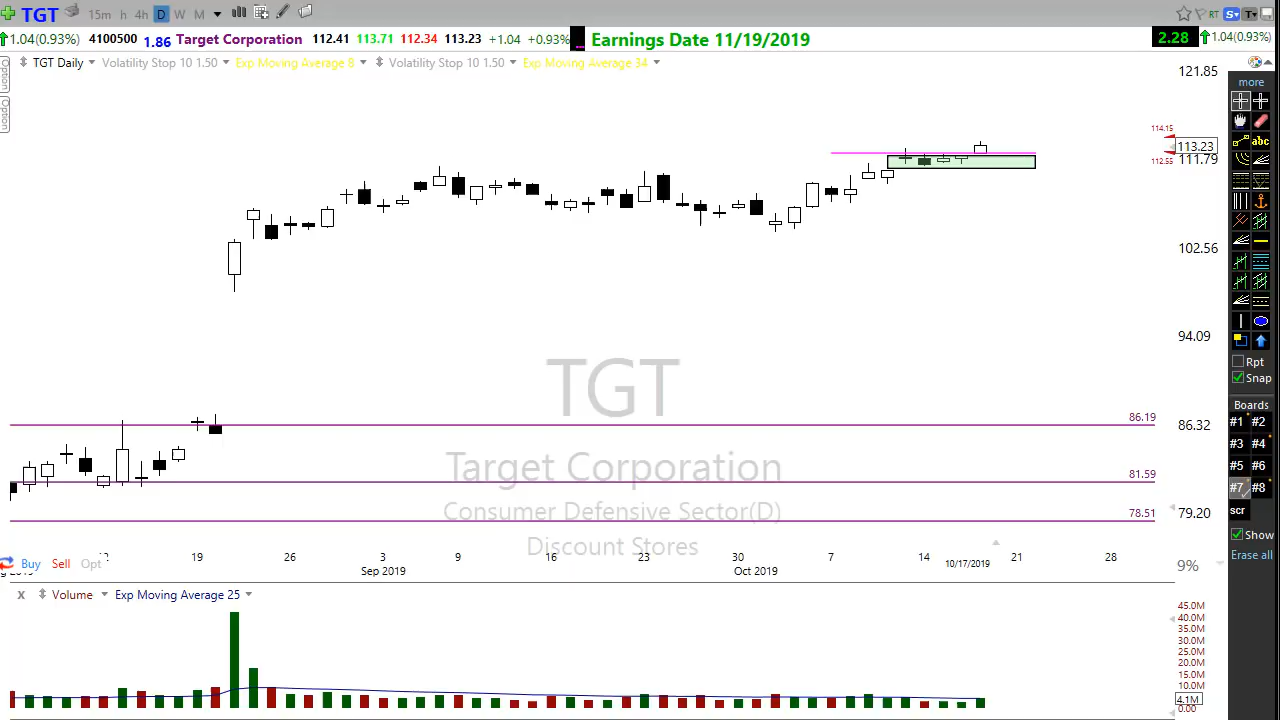 TGT 15m h 4h D W M RT S T
1.04(0.93%) 4100500 1.86 Target Corporation 112.41 113.71 112.34 113.23 +1.04 +0.93% Earnings Date 11/19/2019 2.28 1.04(0.93%)
TGT Daily Volatility Stop 10 1.50 Exp Moving Average 8 Volatility Stop 10 1.50 Exp Moving Average 34
Option
Option
121.85
more
abc
114.15
113.23
112.55
111.79
102.56
94.09
Rpt
Snap
TGT
Boards
86.19
86.32
#1 #2
#3 #4
Target Corporation
#5 #6
81.59
#7 #8
Consumer Defensive Sector(D)
scr
78.51
79.20
Show
Discount Stores
Erase all
19 26 3 9 16 23 30 7 14 21 28
Buy Sell Opt
Sep 2019 Oct 2019 10/17/2019
9%
X Volume Exp Moving Average 25
45.0M
40.0M
35.0M
30.0M
25.0M
20.0M
15.0M
10.0M
4.1M
0.00